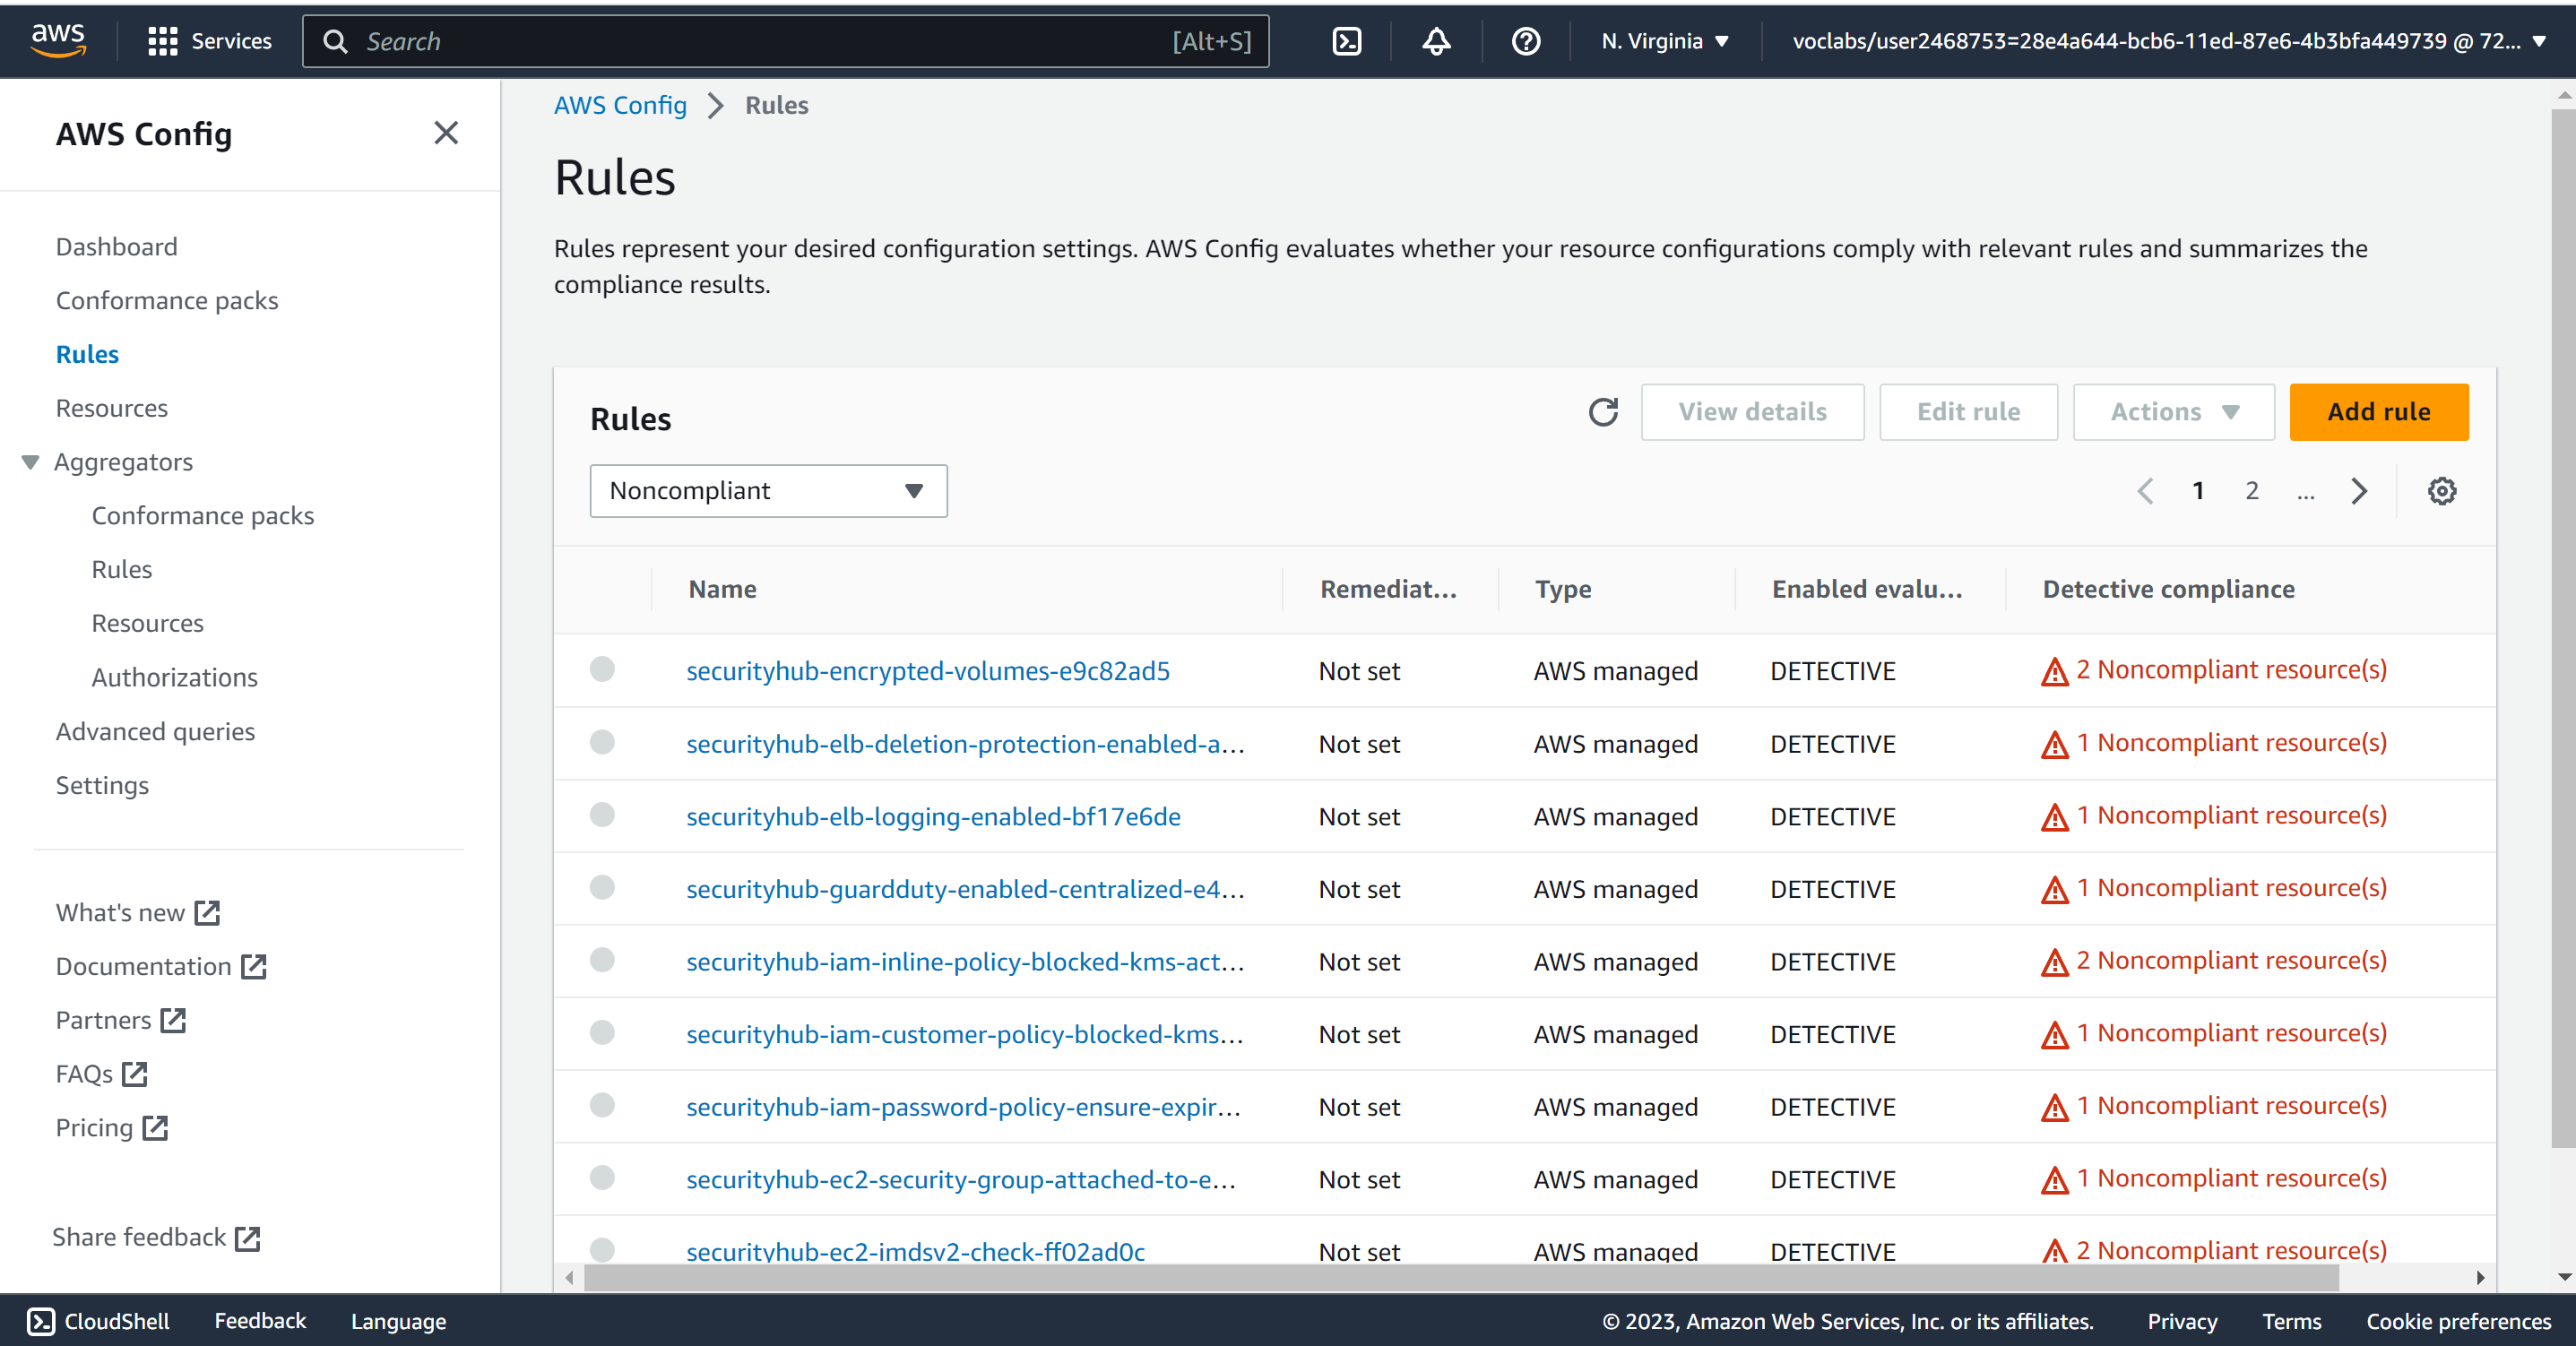 aws
Services
Search
[Alt+S]
N. Virginia
voclabs/user2468753=28e4a644-bcb6-11ed-87e6-4b3bfa449739 @ 72...
AWS Config
Dashboard
Conformance packs
Rules
Resources
Aggregators
Conformance packs
Rules
Resources
Authorizations
Advanced queries
Settings
What's new
Documentation
Partners
FAQs
Pricing
Share feedback
AWS Config
Rules
Rules
Rules represent your desired configuration settings. AWS Config evaluates whether your resource configurations comply with relevant rules and summarizes the
compliance results.
Rules
View details
Edit rule
Actions
Add rule
Noncompliant
1 2 ...
Name Remediat... Type Enabled evalu... Detective compliance
securityhub-encrypted-volumes-e9c82ad5 Not set AWS managed DETECTIVE 2 Noncompliant resource(s)
securityhub-elb-deletion-protection-enabled-a... Not set AWS managed DETECTIVE 1 Noncompliant resource(s)
securityhub-elb-logging-enabled-bf17e6de Not set AWS managed DETECTIVE 1 Noncompliant resource(s)
securityhub-guardduty-enabled-centralized-e4... Not set AWS managed DETECTIVE 1 Noncompliant resource(s)
securityhub-iam-inline-policy-blocked-kms-act... Not set AWS managed DETECTIVE 2 Noncompliant resource(s)
securityhub-iam-customer-policy-blocked-kms... Not set AWS managed DETECTIVE 1 Noncompliant resource(s)
securityhub-iam-password-policy-ensure-expir... Not set AWS managed DETECTIVE 1 Noncompliant resource(s)
securityhub-ec2-security-group-attached-to-e... Not set AWS managed DETECTIVE 1 Noncompliant resource(s)
securityhub-ec2-imdsv2-check-ff02ad0c Not set AWS managed DETECTIVE 2 Noncompliant resource(s)
CloudShell
Feedback
Language
© 2023, Amazon Web Services, Inc. or its affiliates.
Privacy
Terms
Cookie preferences